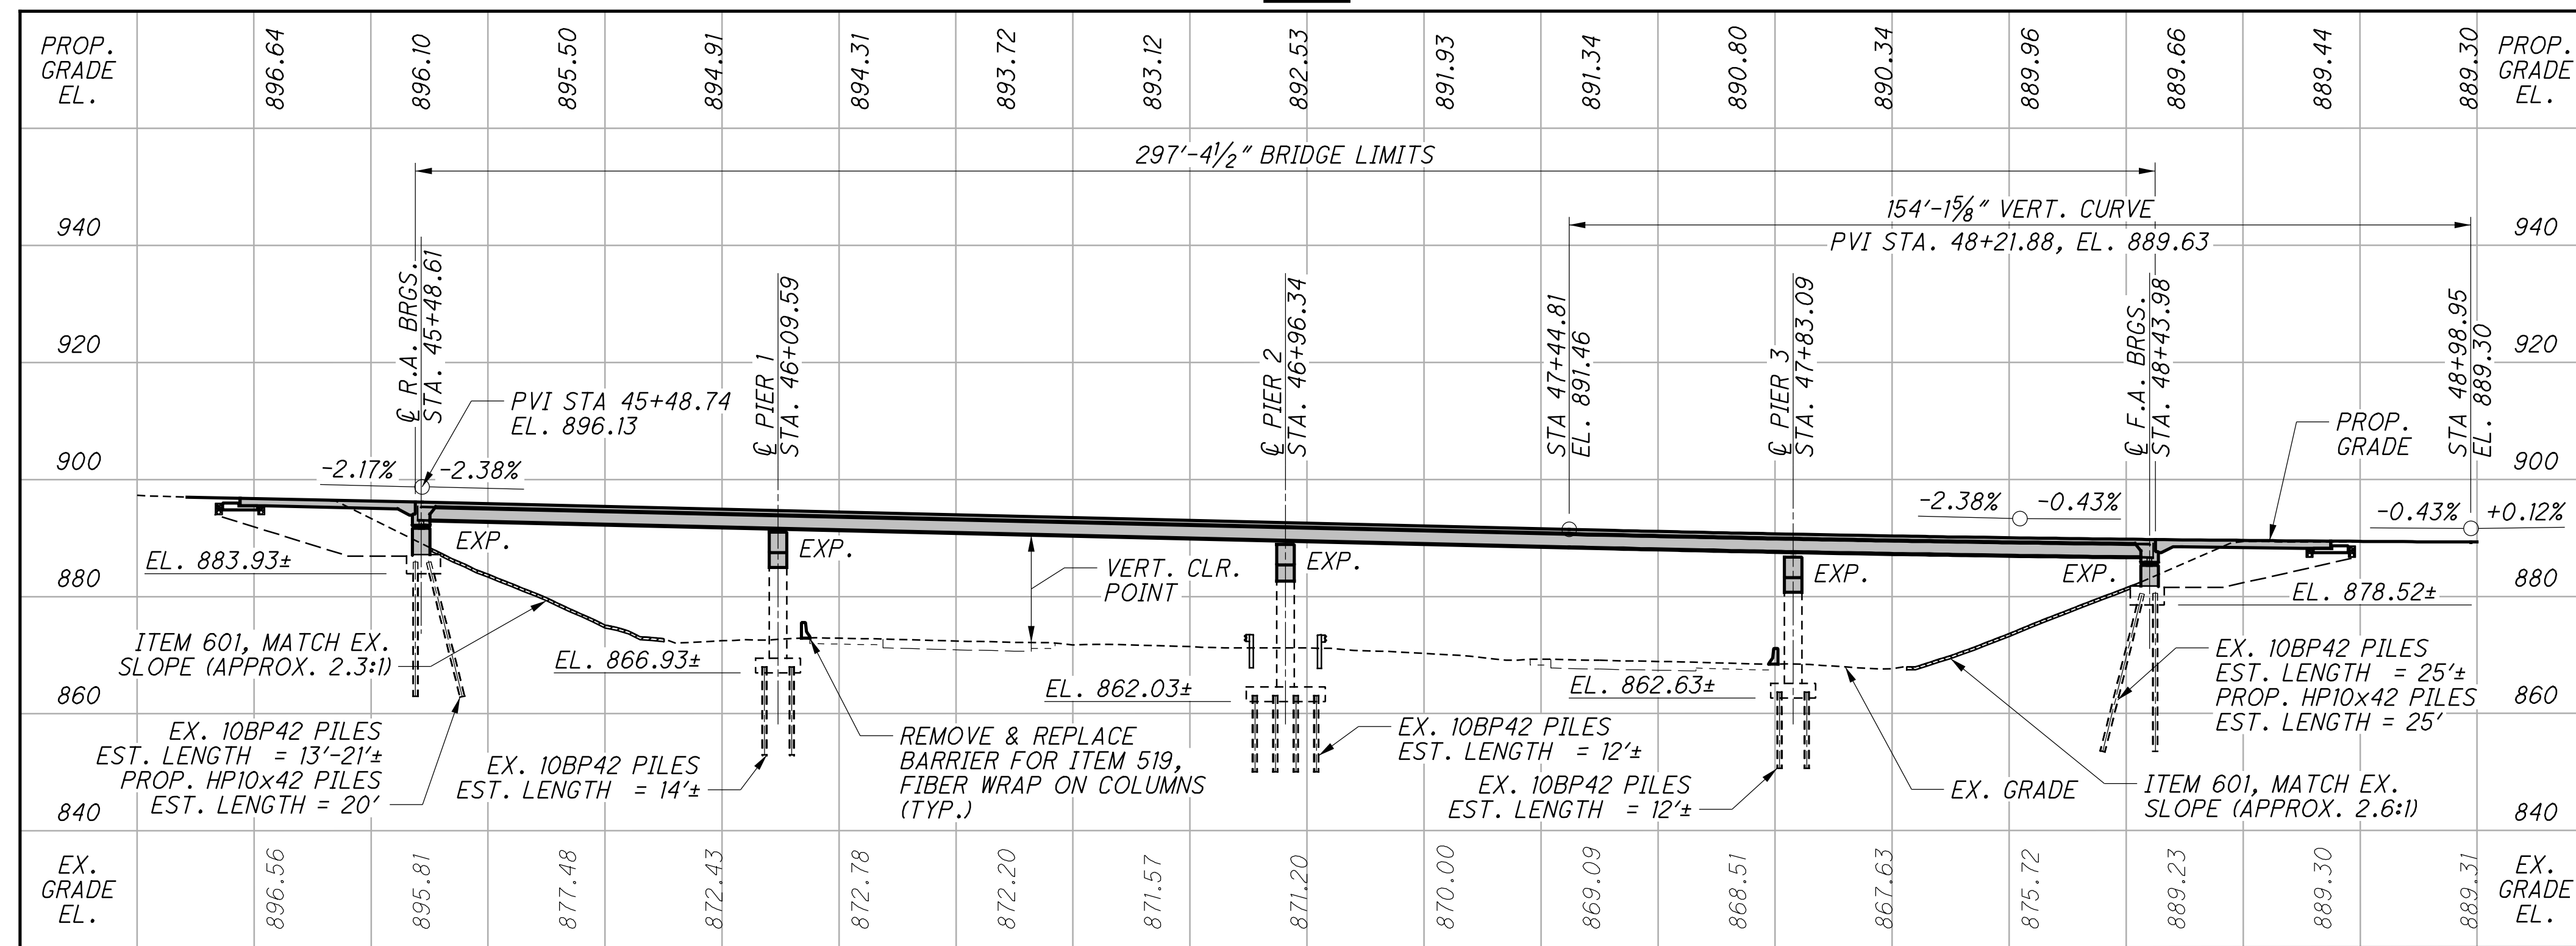 PROP.
GRADE
EL.
896.64
896.10
895.50
894.91
894.31
893.72
893.12
892.53
891.93
891.34
890.80
890.34
889.96
889.66
889.44
889.30
PROP.
GRADE
EL.
297'-4½" BRIDGE LIMITS
154'-1⅝" VERT. CURVE
PVI STA. 48+21.88, EL. 889.63
940
940
920
920
900
900
880
880
860
860
840
840
℄ R.A. BRGS.
STA. 45+48.61
PVI STA 45+48.74
EL. 896.13
-2.17%
-2.38%
℄ PIER 1
STA. 46+09.59
℄ PIER 2
STA. 46+96.34
STA 47+44.81
EL. 891.46
℄ PIER 3
STA. 47+83.09
℄ F.A. BRGS.
STA. 48+43.98
STA 48+98.95
EL. 889.30
PROP.
GRADE
-2.38%
-0.43%
-0.43%
+0.12%
EXP.
EXP.
EXP.
EXP.
EXP.
EL. 883.93±
VERT. CLR.
POINT
EL. 878.52±
ITEM 601, MATCH EX.
SLOPE (APPROX. 2.3:1)
EL. 866.93±
EL. 862.03±
EL. 862.63±
EX. 10BP42 PILES
EST. LENGTH = 25'±
PROP. HP10x42 PILES
EST. LENGTH = 25'
EX. 10BP42 PILES
EST. LENGTH = 13'-21'±
PROP. HP10x42 PILES
EST. LENGTH = 20'
EX. 10BP42 PILES
EST. LENGTH = 14'±
REMOVE & REPLACE
BARRIER FOR ITEM 519,
FIBER WRAP ON COLUMNS
(TYP.)
EX. 10BP42 PILES
EST. LENGTH = 12'±
EX. 10BP42 PILES
EST. LENGTH = 12'±
EX. GRADE
ITEM 601, MATCH EX.
SLOPE (APPROX. 2.6:1)
EX.
GRADE
EL.
896.56
895.81
877.48
872.43
872.78
872.20
871.57
871.20
870.00
869.09
868.51
867.63
875.72
889.23
889.30
889.31
EX.
GRADE
EL.